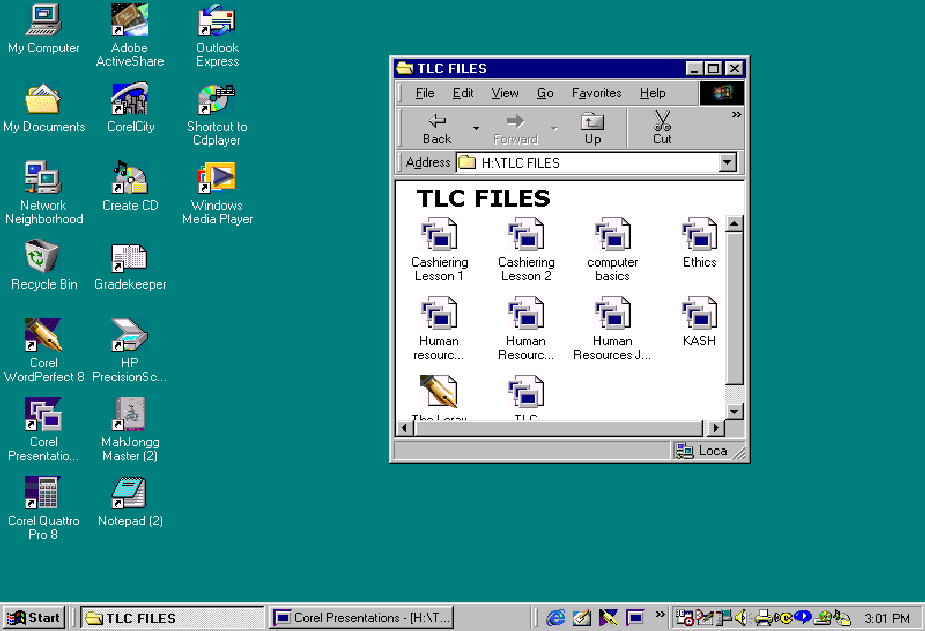 My Computer
Adobe
ActiveShare
Outlook
Express
My Documents
CorelCity
Shortcut to
Cdplayer
Network
Neighborhood
Create CD
Windows
Media Player
Recycle Bin
Gradekeeper
Corel
WordPerfect 8
HP
PrecisionSc...
Corel
Presentatio...
MahJongg
Master (2)
Corel Quattro
Pro 8
Notepad (2)
TLC FILES
File Edit View Go Favorites Help
Back Forward Up Cut »
Address H:\TLC FILES
TLC FILES
Cashiering
Lesson 1
Cashiering
Lesson 2
computer
basics
Ethics
Human
resourc...
Human
Resourc...
Human
Resources J...
KASH
TLC
Loca
Start TLC FILES Corel Presentations - [H:\T... » 3:01 PM